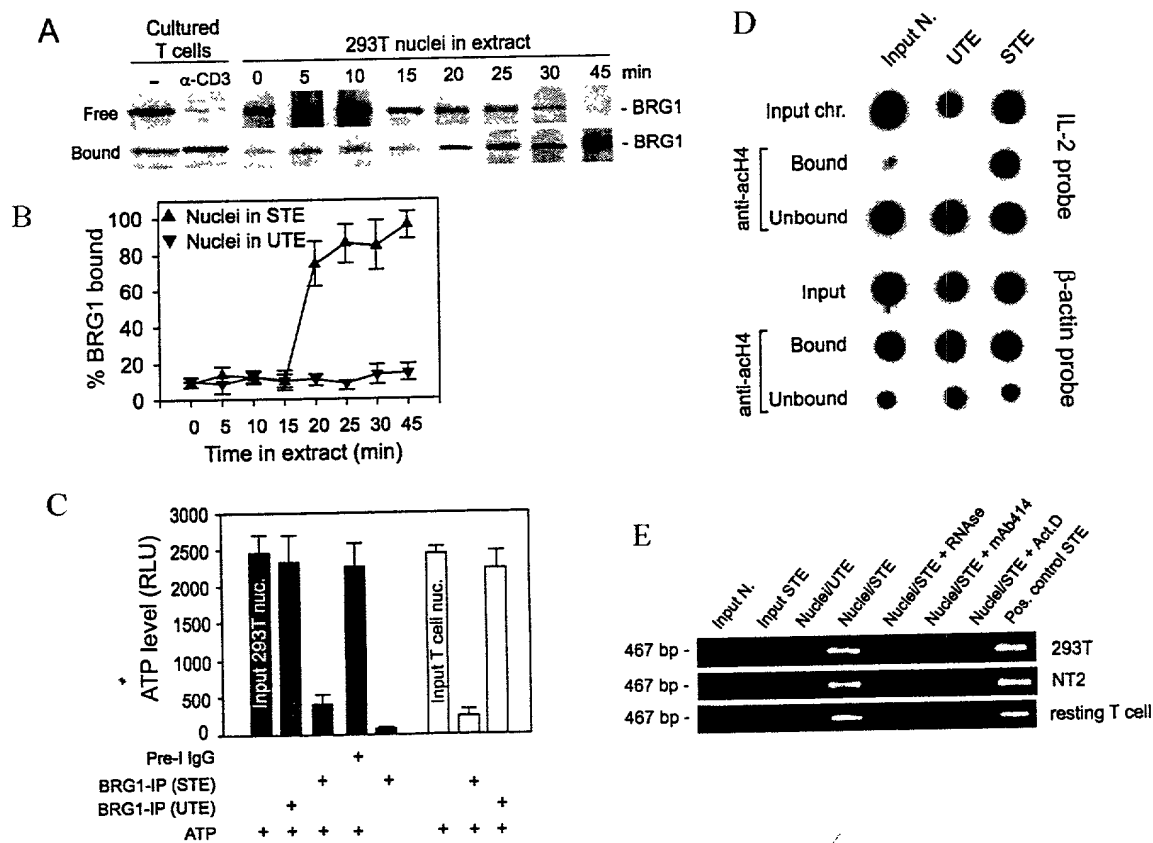 A
Cultured
T cells
293T nuclei in extract
– α-CD3 0 5 10 15 20 25 30 45 min
Free - BRG1
Bound - BRG1
B
% BRG1 bound
100
80
60
40
20
0
▲ Nuclei in STE
▼ Nuclei in UTE
0 5 10 15 20 25 30 45
Time in extract (min)
C
ATP level (RLU)
3000
2500
2000
1500
1000
500
0
Input 293T nuc.
Input T cell nuc.
Pre-I IgG +
BRG1-IP (STE) + + +
BRG1-IP (UTE) + +
ATP + + + + + + +
D
Input N. UTE STE
Input chr.
anti-acH4
Bound
Unbound
IL-2 probe
Input
anti-acH4
Bound
Unbound
β-actin probe
E
Input N.
Input STE
Nuclei/UTE
Nuclei/STE
Nuclei/STE + RNAse
Nuclei/STE + mAb414
Nuclei/STE + Act.D
Pos. control STE
467 bp - 293T
467 bp - NT2
467 bp - resting T cell